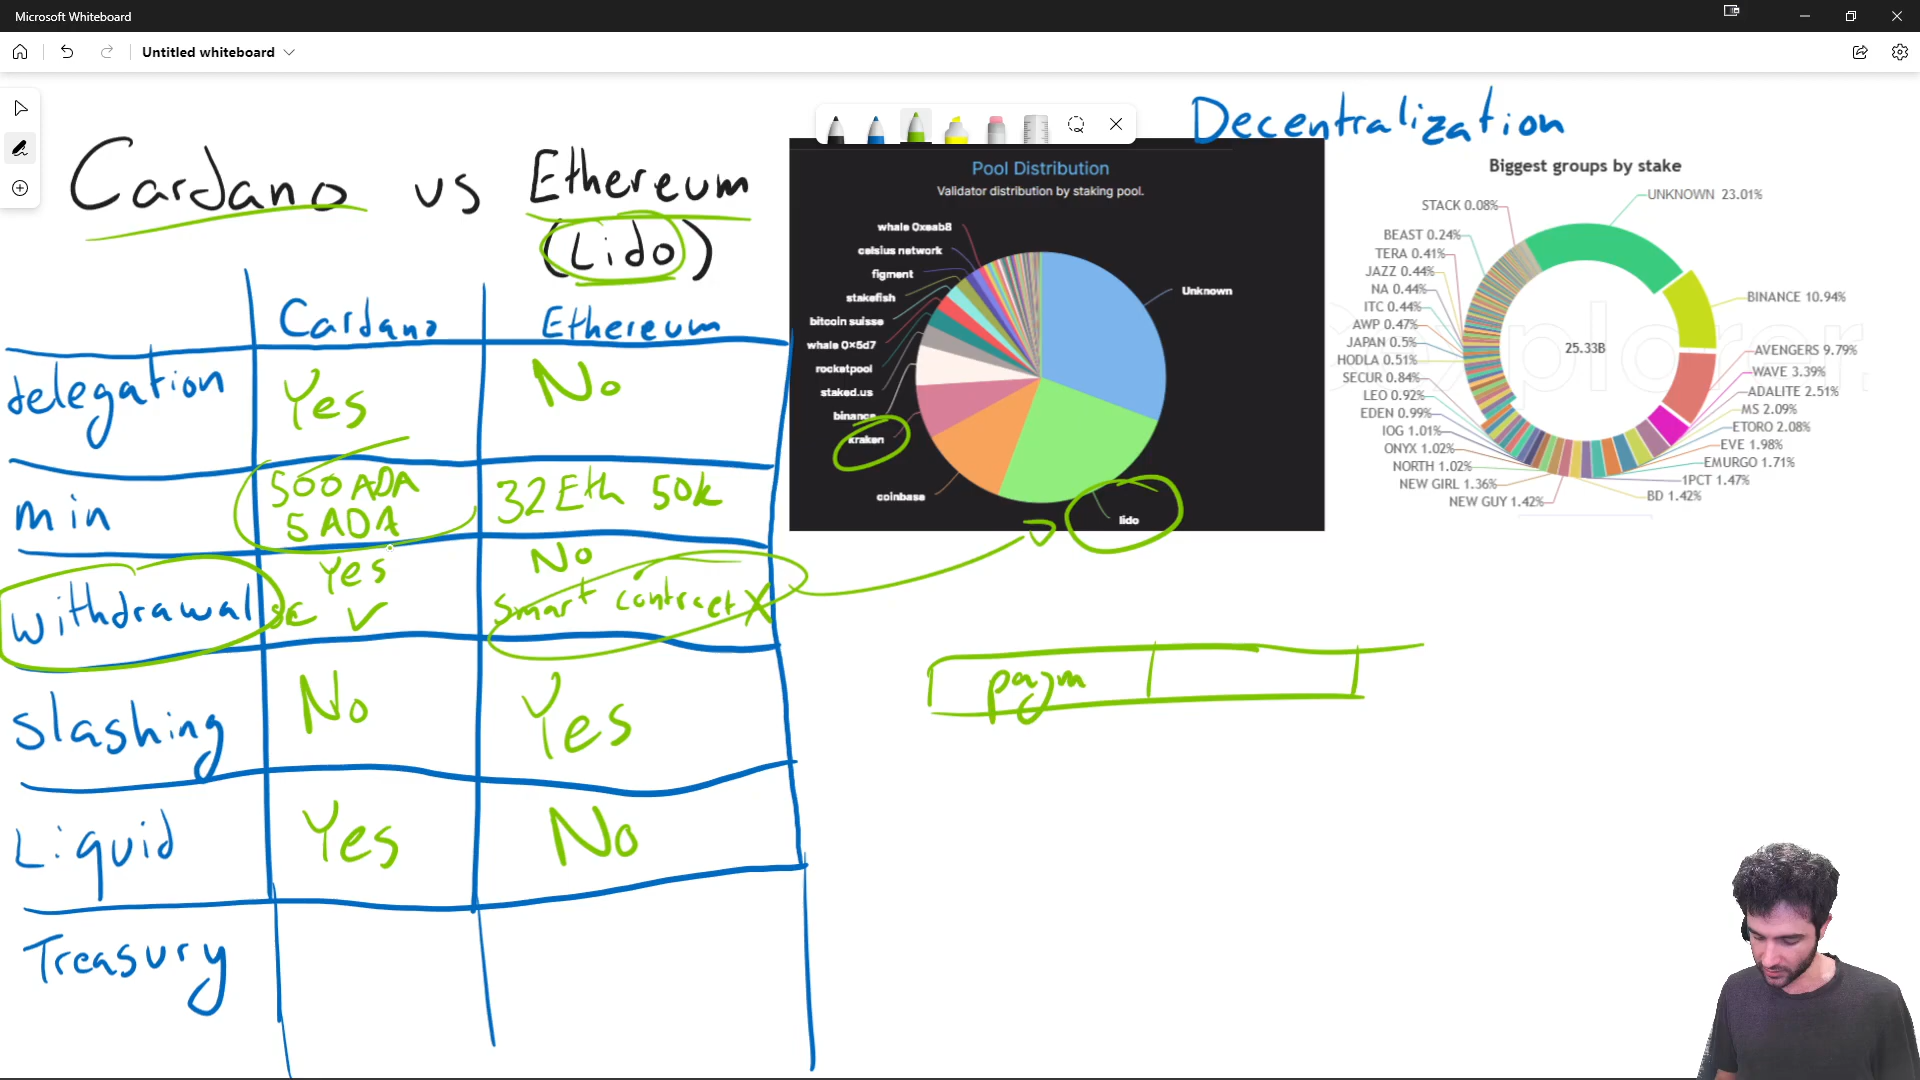 Microsoft Whiteboard
Untitled whiteboard
Cardano vs Ethereum
(Lido)
Decentralization
Cardano Ethereum
delegation Yes No
min 500 ADA 32 Eth 50k
5 ADA
withdrawal Yes No
sc smart contract X
Slashing No Yes
Liquid Yes No
Treasury
Pool Distribution
Validator distribution by staking pool.
whale 0xeab8
celsius network
figment
stakefish
bitcoin suisse
whale 0x5d7
rocketpool
staked.us
binance
kraken
coinbase
Unknown
lido
Biggest groups by stake
UNKNOWN 23.01%
STACK 0.08%
BEAST 0.24%
TERA 0.41%
JAZZ 0.44%
NA 0.44%
ITC 0.44%
AWP 0.47%
JAPAN 0.5%
HODLA 0.51%
SECUR 0.84%
LEO 0.92%
EDEN 0.99%
IOG 1.01%
ONYX 1.02%
NORTH 1.02%
NEW GIRL 1.36%
NEW GUY 1.42%
25.33B
BINANCE 10.94%
AVENGERS 9.79%
WAVE 3.39%
ADALITE 2.51%
MS 2.09%
ETORO 2.08%
EVE 1.98%
EMURGO 1.71%
1PCT 1.47%
BD 1.42%
paym